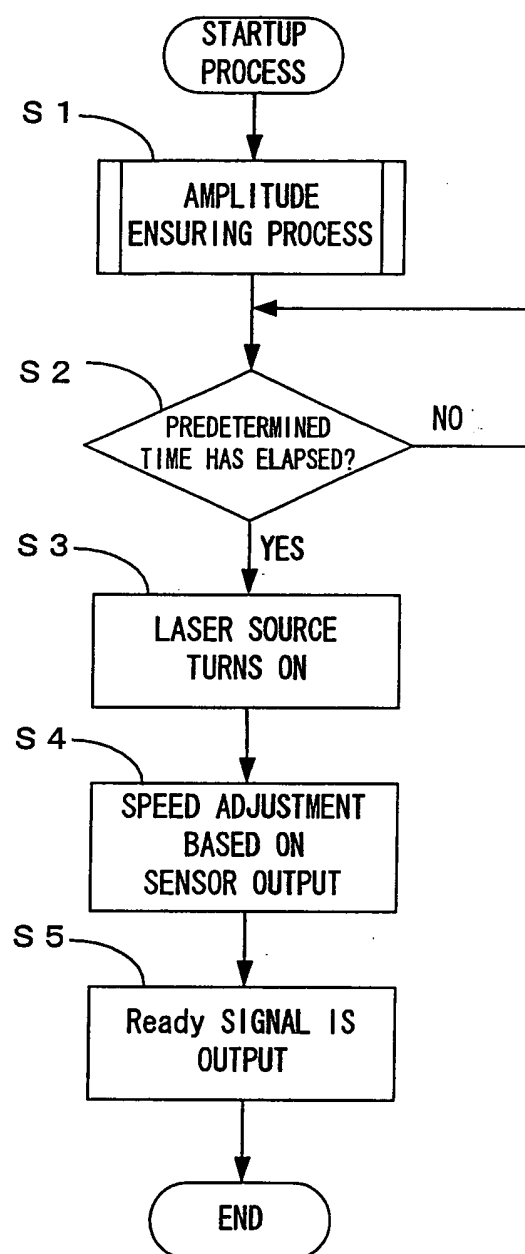 STARTUP
PROCESS
S 1
AMPLITUDE
ENSURING PROCESS
S 2
PREDETERMINED
TIME HAS ELAPSED?
NO
YES
S 3
LASER SOURCE
TURNS ON
S 4
SPEED ADJUSTMENT
BASED ON
SENSOR OUTPUT
S 5
Ready SIGNAL IS
OUTPUT
END